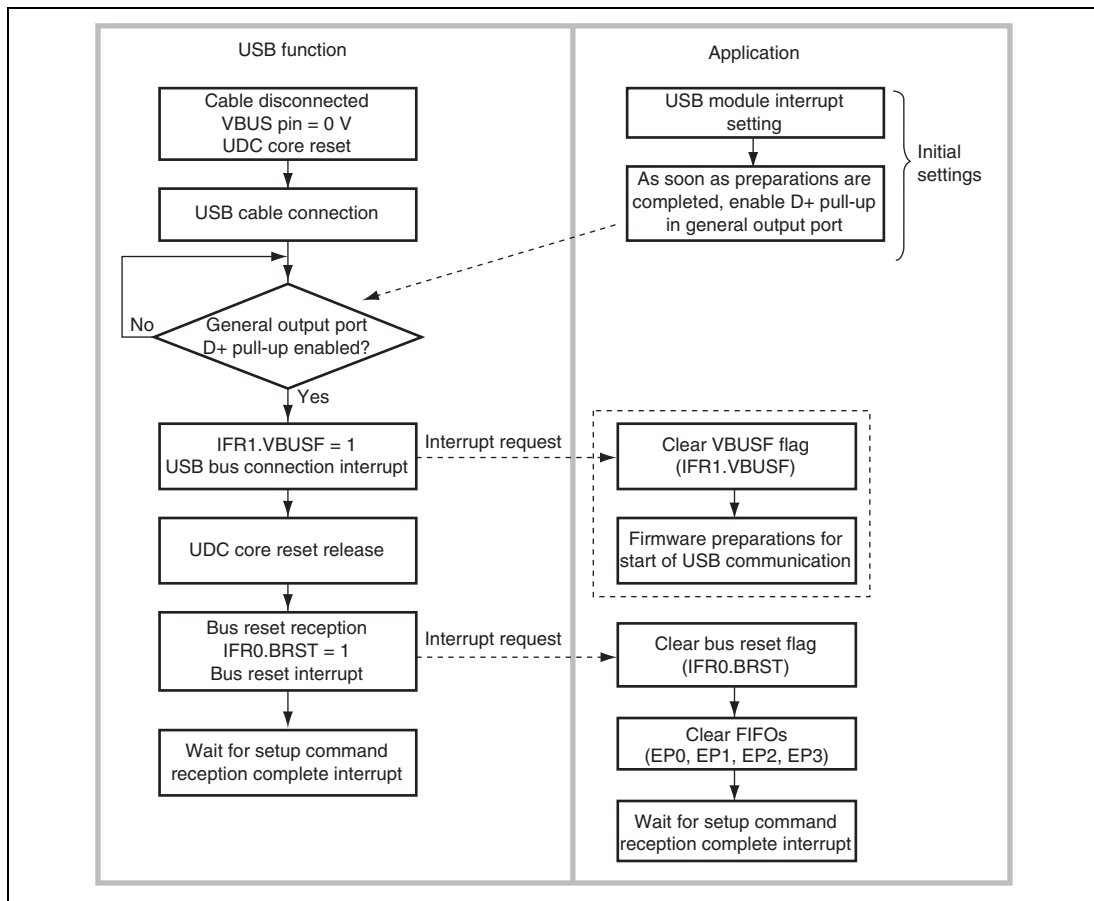 USB function
Cable disconnected
VBUS pin = 0 V
UDC core reset
USB cable connection
No
General output port
D+ pull-up enabled?
Yes
IFR1.VBUSF = 1
USB bus connection interrupt
Interrupt request
UDC core reset release
Bus reset reception
IFR0.BRST = 1
Bus reset interrupt
Interrupt request
Wait for setup command
reception complete interrupt
Application
USB module interrupt
setting
As soon as preparations are
completed, enable D+ pull-up
in general output port
Initial
settings
Clear VBUSF flag
(IFR1.VBUSF)
Firmware preparations for
start of USB communication
Clear bus reset flag
(IFR0.BRST)
Clear FIFOs
(EP0, EP1, EP2, EP3)
Wait for setup command
reception complete interrupt